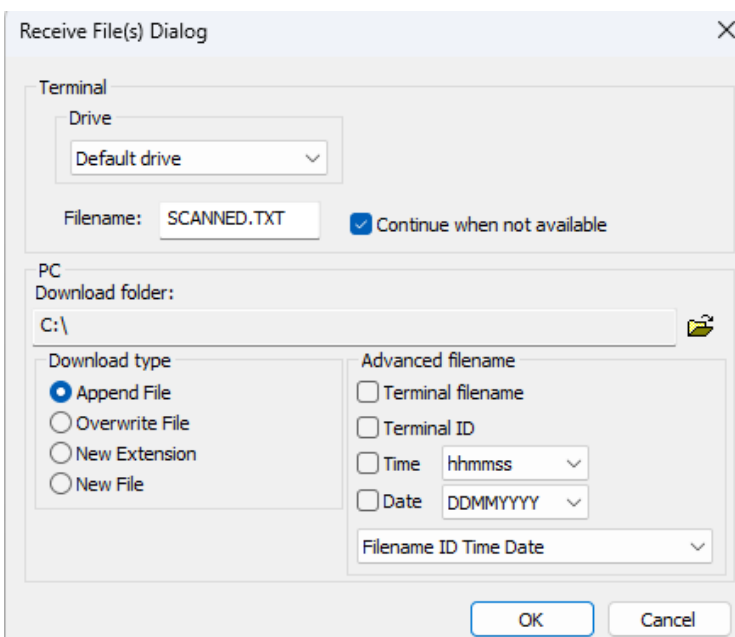 Receive File(s) Dialog
Terminal
Drive
Default drive
Filename: SCANNED.TXT Continue when not available
PC
Download folder:
C:\
Download type
Append File
Overwrite File
New Extension
New File
Advanced filename
Terminal filename
Terminal ID
Time hhmmss
Date DDMMYYYY
Filename ID Time Date
OK Cancel